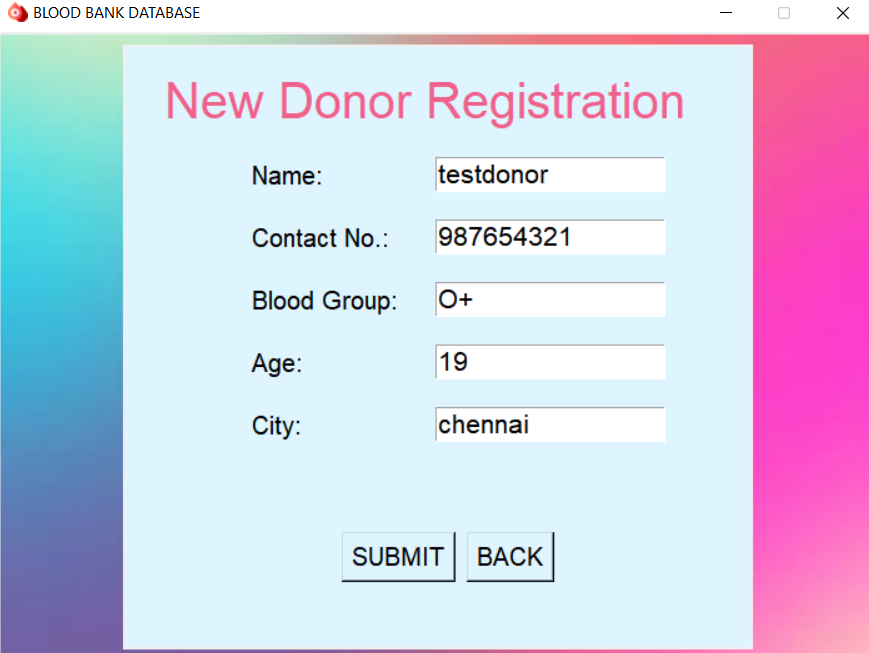 BLOOD BANK DATABASE
New Donor Registration
Name: testdonor
Contact No.: 987654321
Blood Group: O+
Age: 19
City: chennai
SUBMIT BACK